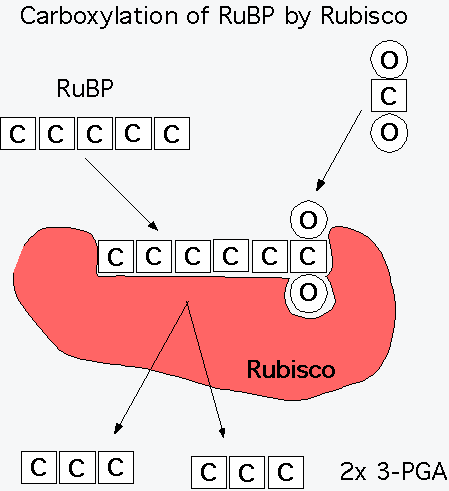 Carboxylation of RuBP by Rubisco
O
RuBP
C
C C C C C
O
O
C C C C C C
O
Rubisco
C C C
C C C
2x 3-PGA